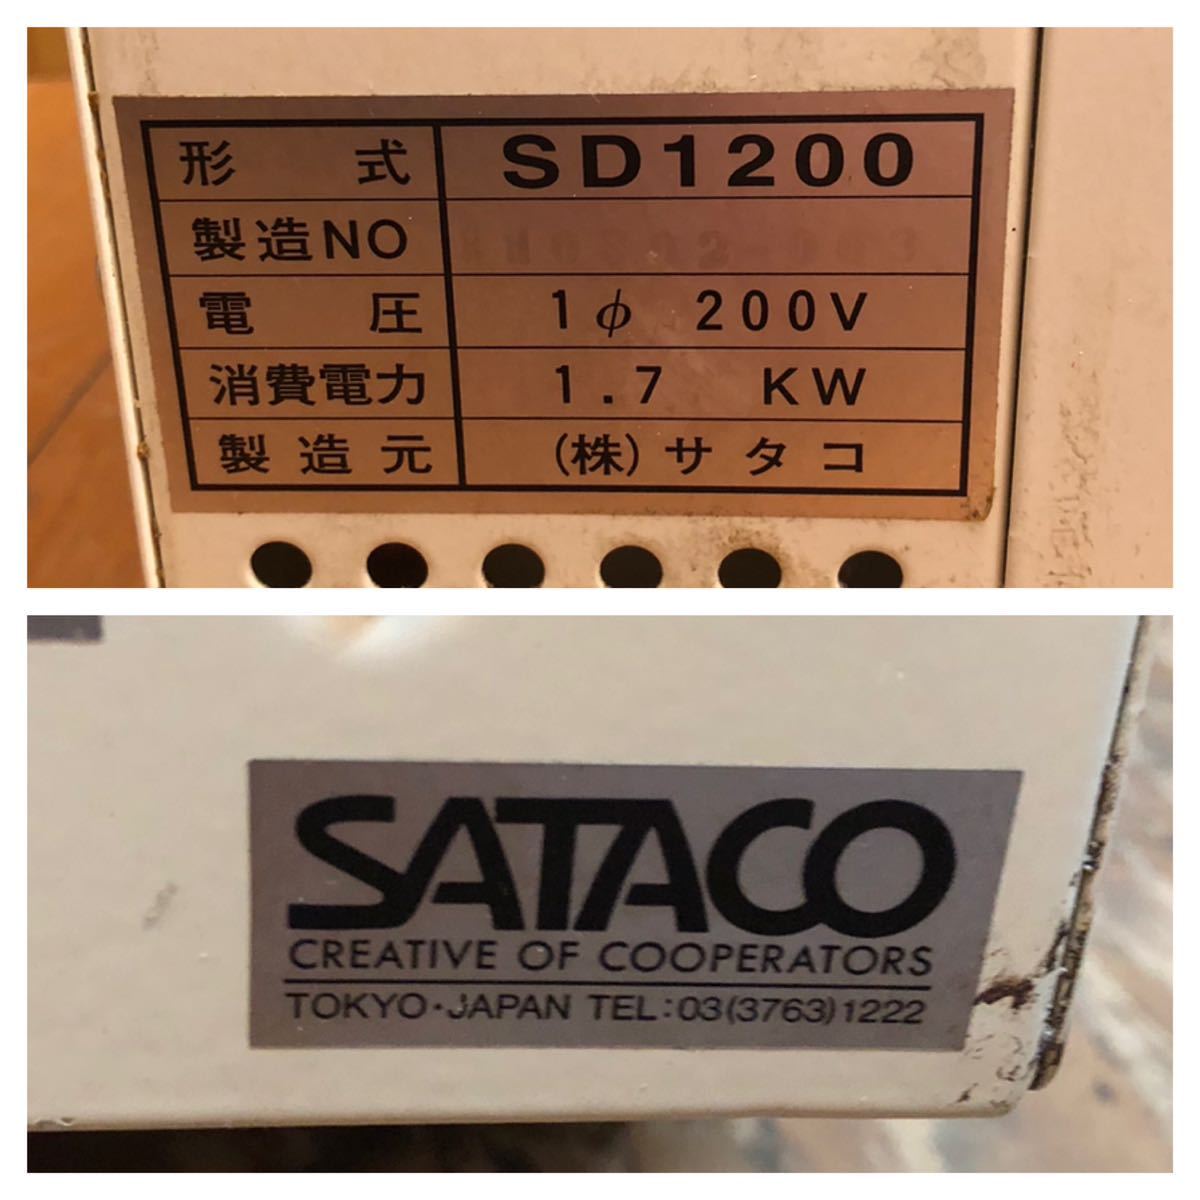 形式 SD1200
製造NO
電圧 1φ 200V
消費電力 1.7 KW
製造元 (株)サタコ
SATACO
CREATIVE OF COOPERATORS
TOKYO・JAPAN TEL:03(3763)1222